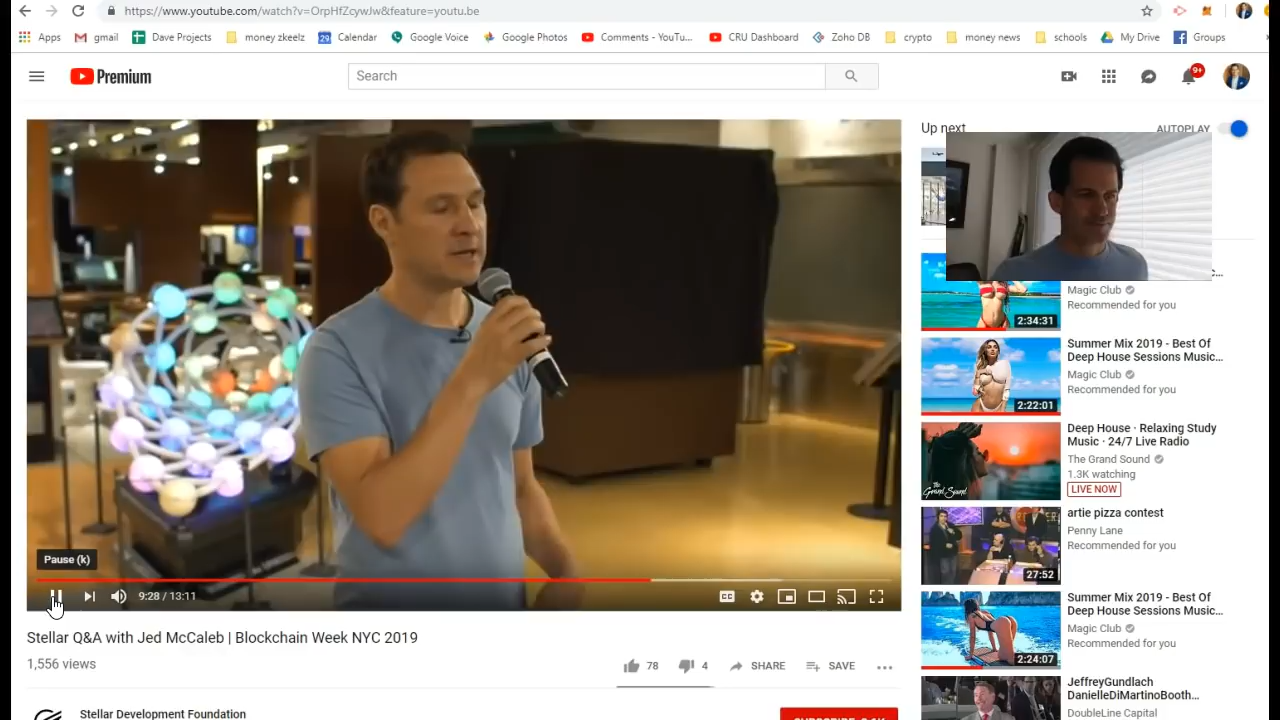 https://www.youtube.com/watch?v=OrpHfZcywJw&feature=youtu.be
Apps
gmail
Dave Projects
money zkeelz
Calendar
Google Voice
Google Photos
Comments - YouTu...
CRU Dashboard
Zoho DB
crypto
money news
schools
My Drive
Groups
Premium
Search
9+
Up next
AUTOPLAY
Magic Club
Recommended for you
2:34:31
Summer Mix 2019 - Best Of
Deep House Sessions Music...
Magic Club
Recommended for you
2:22:01
Deep House · Relaxing Study
Music · 24/7 Live Radio
The Grand Sound
1.3K watching
LIVE NOW
The Grand Sound
artie pizza contest
Penny Lane
Recommended for you
27:52
Summer Mix 2019 - Best Of
Deep House Sessions Music...
Magic Club
Recommended for you
2:24:07
JeffreyGundlach
DanielleDiMartinoBooth...
DoubleLine Capital
Pause (k)
9:28 / 13:11
CC
Stellar Q&A with Jed McCaleb | Blockchain Week NYC 2019
1,556 views
78
4
SHARE
SAVE
Stellar Development Foundation